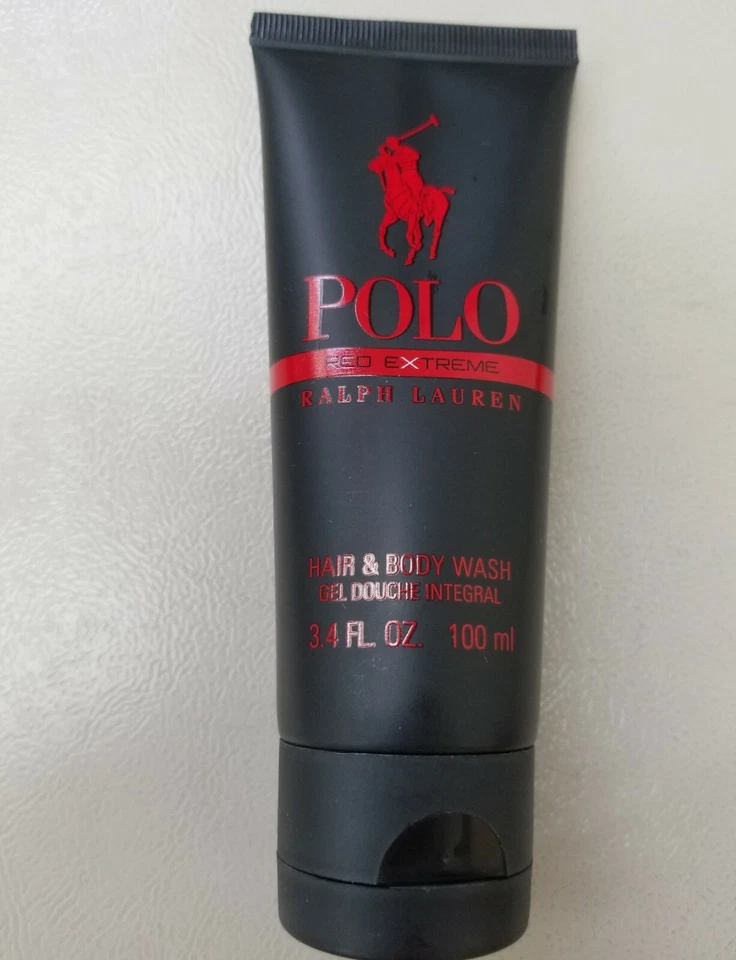 POLO
RED EXTREME
RALPH LAUREN
HAIR & BODY WASH
GEL DOUCHE INTEGRAL
3.4 FL. OZ. 100 ml